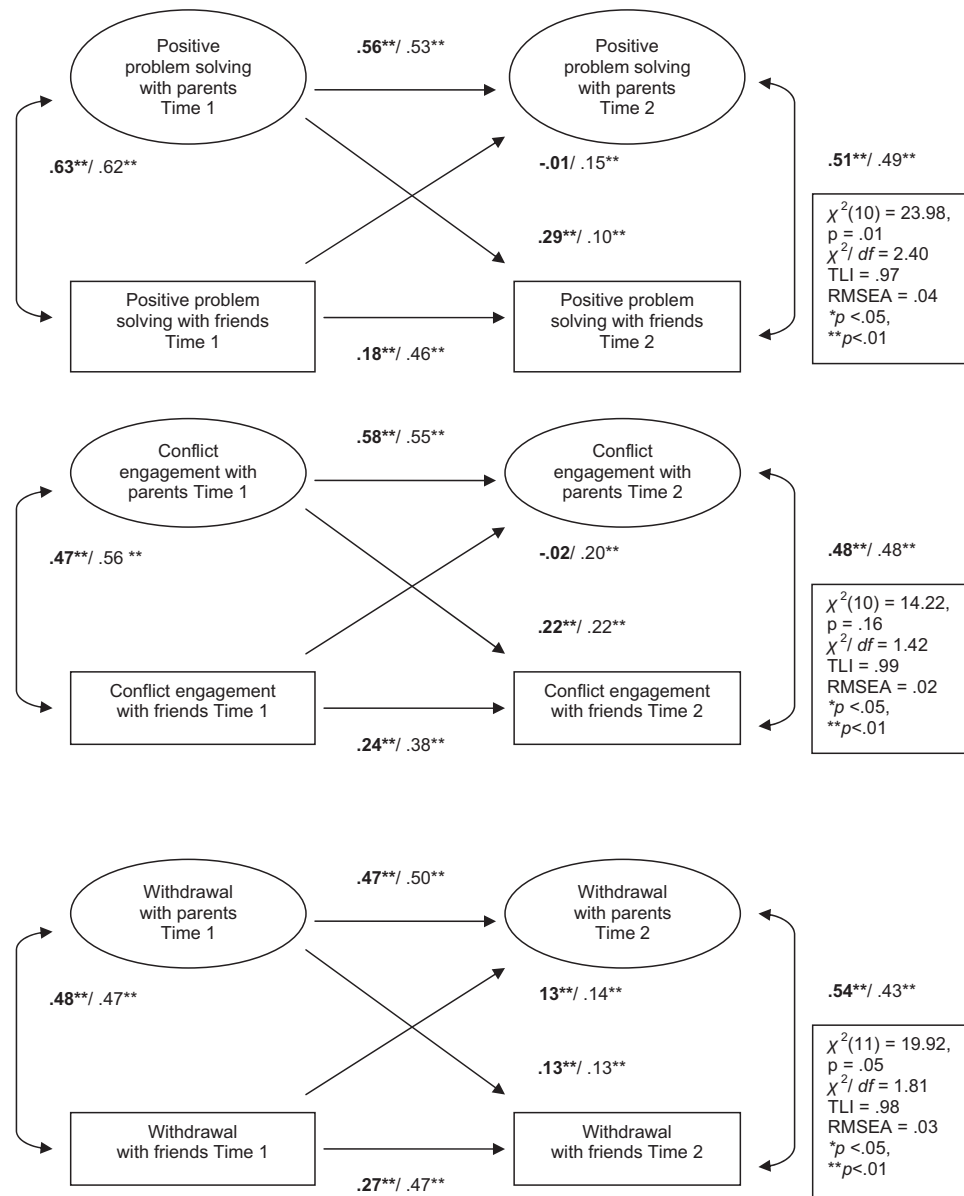 Positive
problem solving
with parents
Time 1
.56**/ .53**
Positive
problem solving
with parents
Time 2
.63**/ .62**
-.01/ .15**
.51**/ .49**
.29**/ .10**
χ²(10) = 23.98,
p = .01
χ²/ df = 2.40
TLI = .97
RMSEA = .04
*p <.05,
**p<.01
Positive problem
solving with friends
Time 1
.18**/ .46**
Positive problem
solving with friends
Time 2
Conflict
engagement with
parents Time 1
.58**/ .55**
Conflict
engagement with
parents Time 2
.47**/ .56 **
-.02/ .20**
.48**/ .48**
.22**/ .22**
χ²(10) = 14.22,
p = .16
χ²/ df = 1.42
TLI = .99
RMSEA = .02
*p <.05,
**p<.01
Conflict engagement
with friends Time 1
.24**/ .38**
Conflict engagement
with friends Time 2
Withdrawal
with parents
Time 1
.47**/ .50**
Withdrawal
with parents
Time 2
.48**/ .47**
13**/ .14**
.54**/ .43**
.13**/ .13**
χ²(11) = 19.92,
p = .05
χ²/ df = 1.81
TLI = .98
RMSEA = .03
*p <.05,
**p<.01
Withdrawal
with friends Time 1
.27**/ .47**
Withdrawal
with friends Time 2